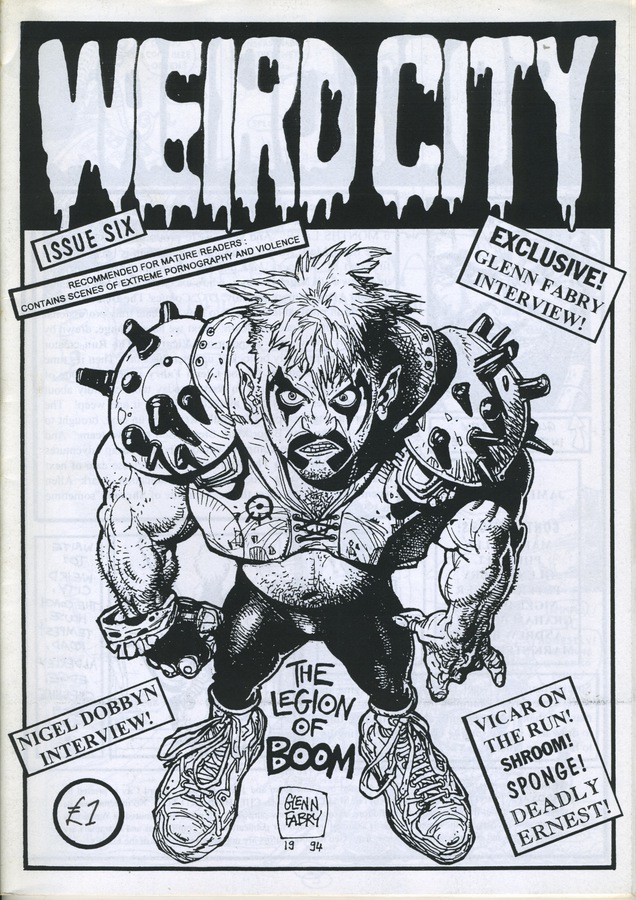 WEIRD CITY
ISSUE SIX
RECOMMENDED FOR MATURE READERS :
CONTAINS SCENES OF EXTREME PORNOGRAPHY AND VIOLENCE
EXCLUSIVE!
GLENN FABRY
INTERVIEW!
NIGEL DOBBYN
INTERVIEW!
£1
THE
LEGION
OF
BOOM
GLENN
FABRY
19 94
VICAR ON
THE RUN!
SHROOM!
SPONGE!
DEADLY
ERNEST!